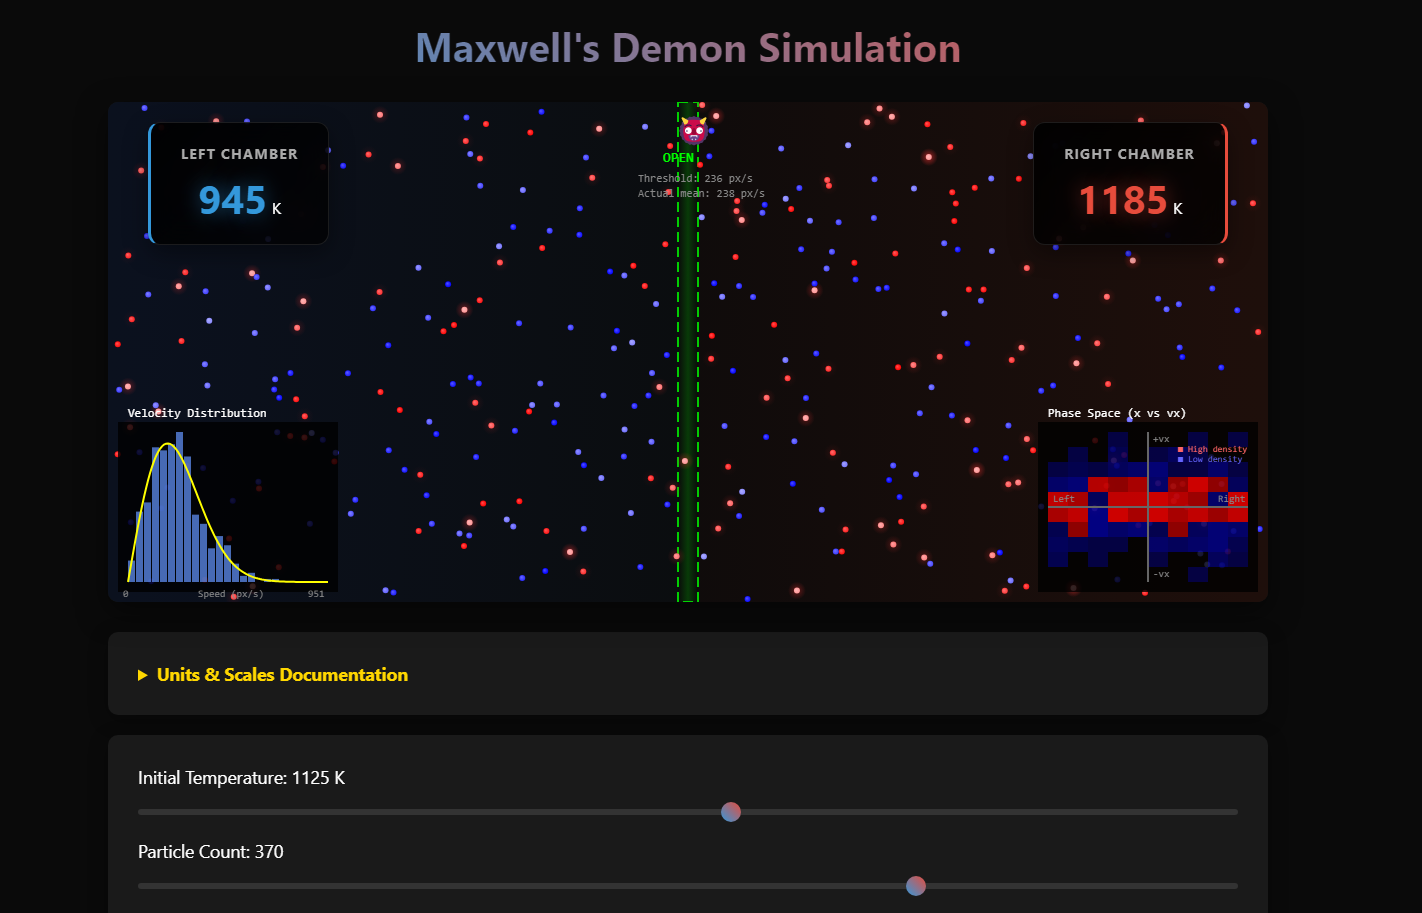 Maxwell's Demon Simulation
LEFT CHAMBER
945 K
OPEN
Threshold: 236 px/s
Actual mean: 238 px/s
RIGHT CHAMBER
1185 K
Velocity Distribution
0 Speed (px/s) 951
Phase Space (x vs vx)
+vx
High density
Low density
Left Right
-vx
▶ Units & Scales Documentation
Initial Temperature: 1125 K
Particle Count: 370